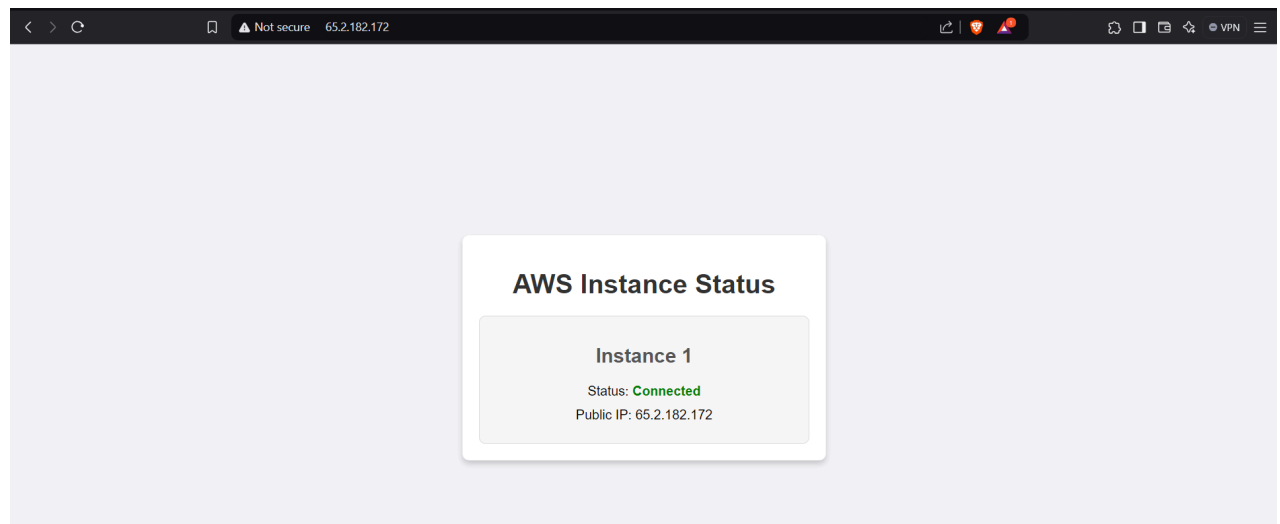 Not secure 65.2.182.172
1
VPN
AWS Instance Status
Instance 1
Status: Connected
Public IP: 65.2.182.172